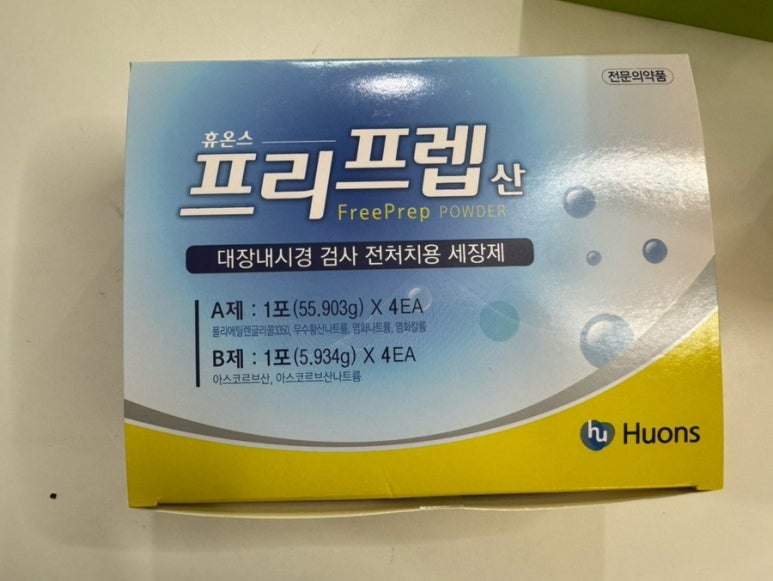 전문의약품
휴온스
프리프렙산
FreePrep POWDER
대장내시경 검사 전처치용 세장제
A제 : 1포(55.903g) X 4EA
폴리에틸렌글리콜3350, 무수황산나트륨, 염화나트륨, 염화칼륨
B제 : 1포(5.934g) X 4EA
아스코르브산, 아스코르브산나트륨
hu Huons